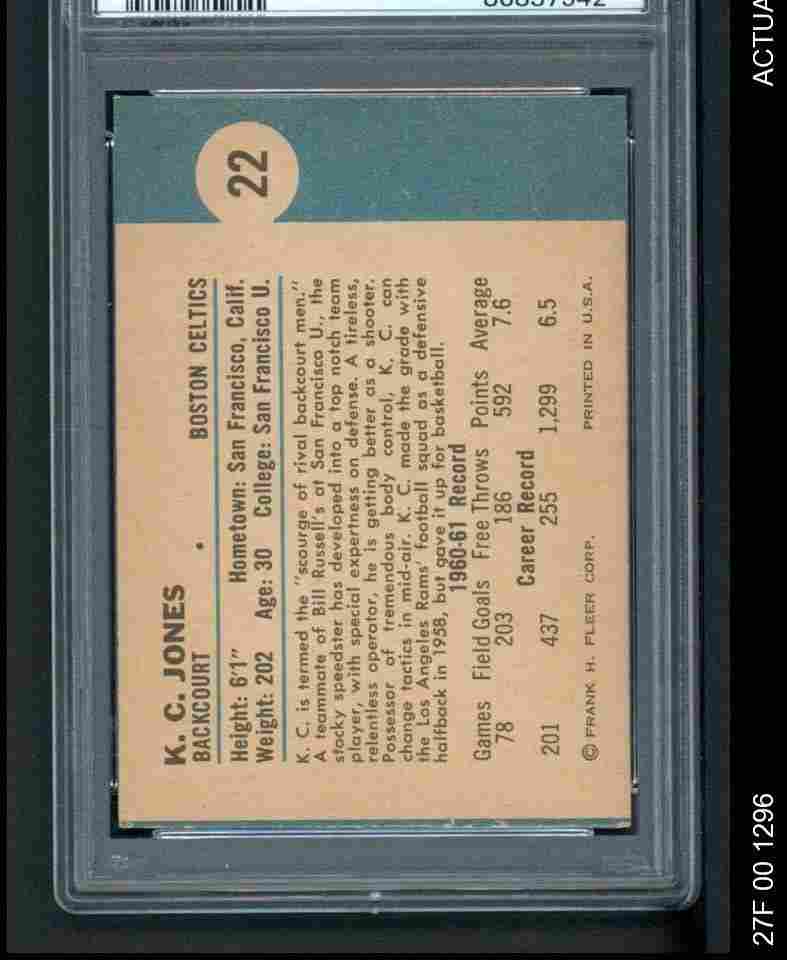 22
K. C. JONES
BACKCOURT • BOSTON CELTICS
Height: 6'1" Hometown: San Francisco, Calif.
Weight: 202 Age: 30 College: San Francisco U.
K. C. is termed the "scourge of rival backcourt men."
A teammate of Bill Russell's at San Francisco U., the
stocky speedster has developed into a top notch team
player, with special expertness on defense. A tireless,
relentless operator, he is getting better as a shooter.
Possessor of tremendous body control, K. C. can
change tactics in mid-air. K. C. made the grade with
the Los Angeles Rams' football squad as a defensive
halfback in 1958, but gave it up for basketball.
1960-61 Record
Games Field Goals Free Throws Points Average
78 203 186 592 7.6
Career Record
201 437 255 1,299 6.5
© FRANK H. FLEER CORP. PRINTED IN U.S.A.
27F 00 1296